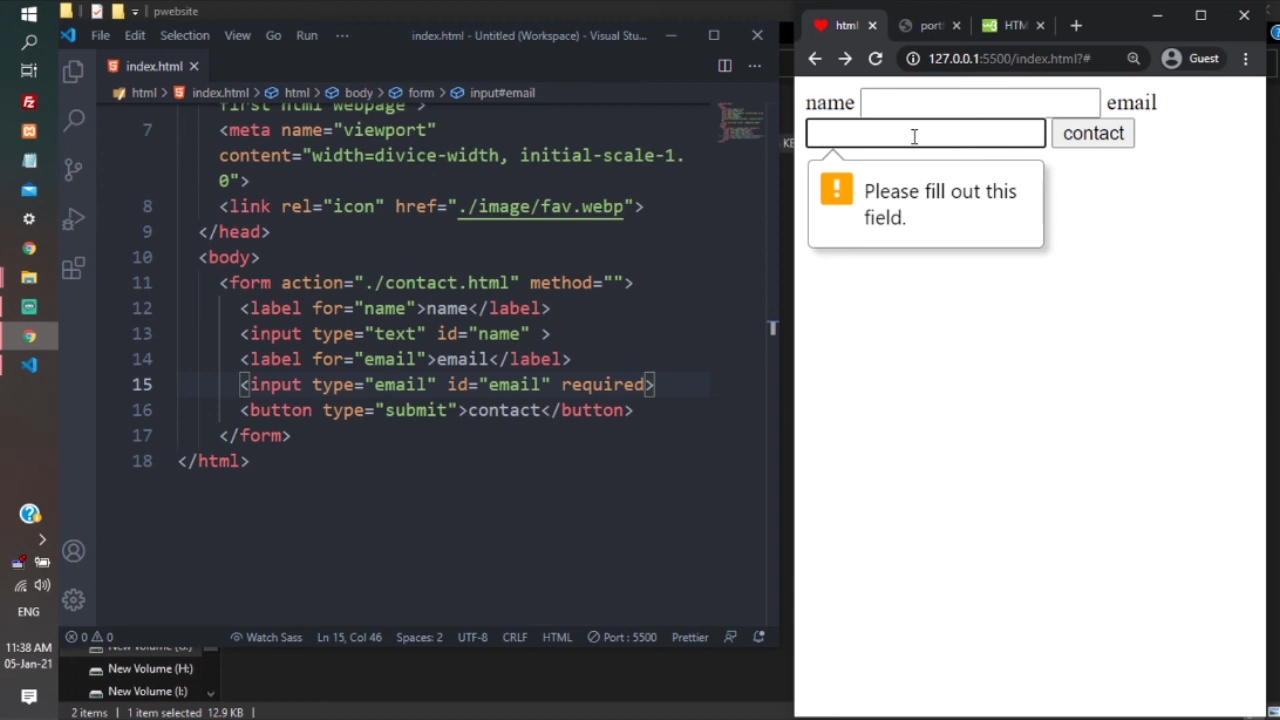 pwebsite
File Edit Selection View Go Run ··· index.html - Untitled (Workspace) - Visual Stu...
index.html
html > index.html > html > body > form > input#email
first html webpage">
7 <meta name="viewport"
content="width=divice-width, initial-scale-1.
0">
8 <link rel="icon" href="./image/fav.webp">
9 </head>
10 <body>
11 <form action="./contact.html" method="">
12 <label for="name">name</label>
13 <input type="text" id="name" >
14 <label for="email">email</label>
15 <input type="email" id="email" required>
16 <button type="submit">contact</button>
17 </form>
18 </html>
0 0 Watch Sass Ln 15, Col 46 Spaces: 2 UTF-8 CRLF HTML Port : 5500 Prettier
New Volume (H:)
New Volume (I:)
2 items 1 item selected 12.9 KB
ENG
11:38 AM
05-Jan-21
html port HTM
127.0.0.1:5500/index.html?# Guest
name email
contact
Please fill out this
field.